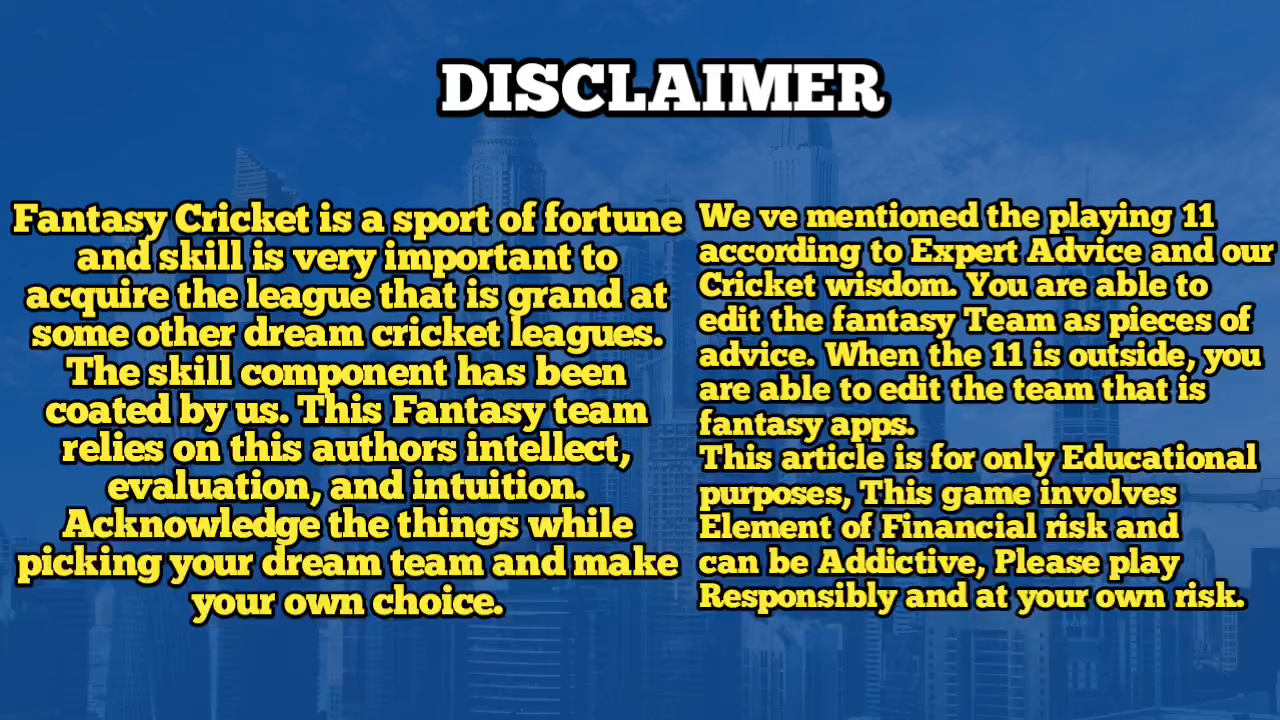 DISCLAIMER
Fantasy Cricket is a sport of fortune
and skill is very important to
acquire the league that is grand at
some other dream cricket leagues.
The skill component has been
coated by us. This Fantasy team
relies on this authors intellect,
evaluation, and intuition.
Acknowledge the things while
picking your dream team and make
your own choice.
We ve mentioned the playing 11
according to Expert Advice and our
Cricket wisdom. You are able to
edit the fantasy Team as pieces of
advice. When the 11 is outside, you
are able to edit the team that is
fantasy apps.
This article is for only Educational
purposes, This game involves
Element of Financial risk and
can be Addictive, Please play
Responsibly and at your own risk.